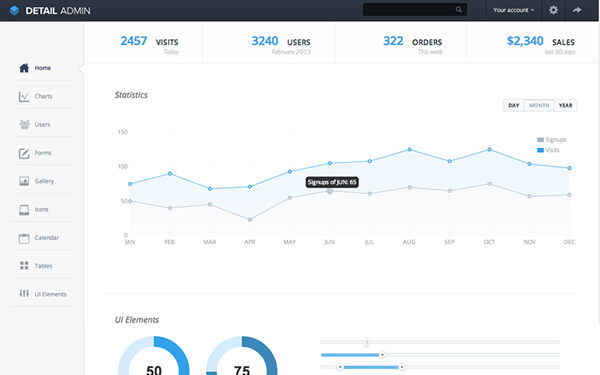 DETAIL ADMIN
Your account
2457 VISITS
Today
3240 USERS
February 2013
322 ORDERS
This week
$2,340 SALES
last 30 days
Home
Charts
Users
Forms
Gallery
Icons
Calendar
Tables
UI Elements
Statistics
DAY MONTH YEAR
Signups
Visits
150
100
50
0
Signups of JUN: 65
JAN FEB MAR APR MAY JUN JUL AUG SEP OCT NOV DEC
UI Elements
50
75